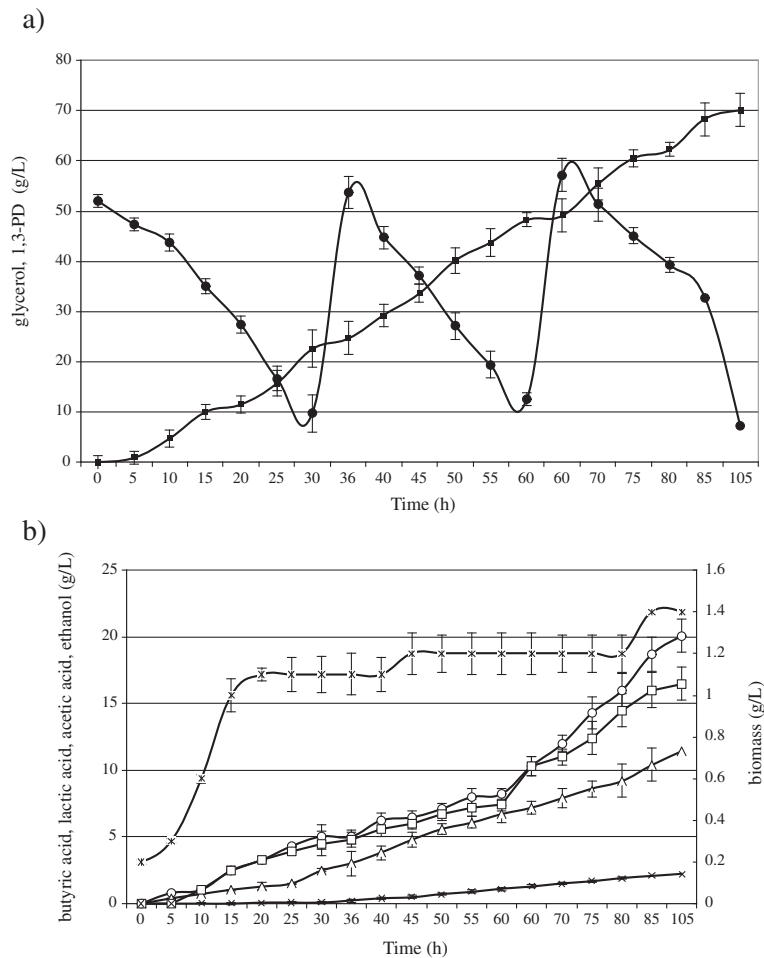 a)
80
70
60
50
40
30
20
10
0
glycerol, 1,3-PD (g/L)
0 5 10 15 20 25 30 36 40 45 50 55 60 60 70 75 80 85 105
Time (h)
b)
25
20
15
10
5
0
butyric acid, lactic acid, acetic acid, ethanol (g/L)
1.6
1.4
1.2
1
0.8
0.6
0.4
0.2
0
biomass (g/L)
0 5 10 15 20 25 30 36 40 45 50 55 60 60 70 75 80 85 105
Time (h)